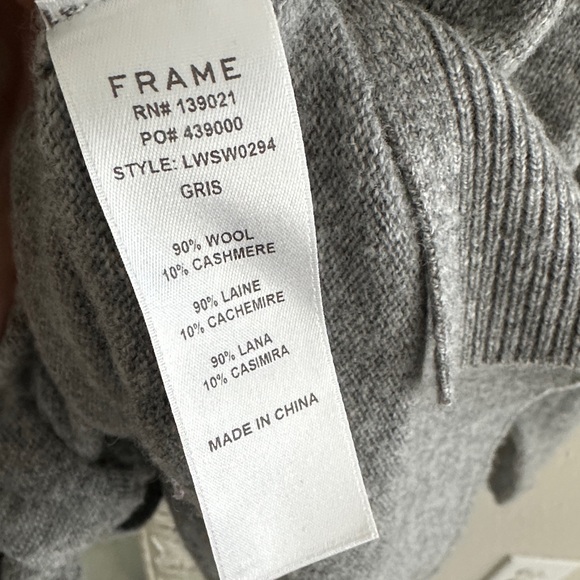 FRAME
RN# 139021
PO# 439000
STYLE: LWSW0294
GRIS
90% WOOL
10% CASHMERE
90% LAINE
10% CACHEMIRE
90% LANA
10% CASIMIRA
MADE IN CHINA